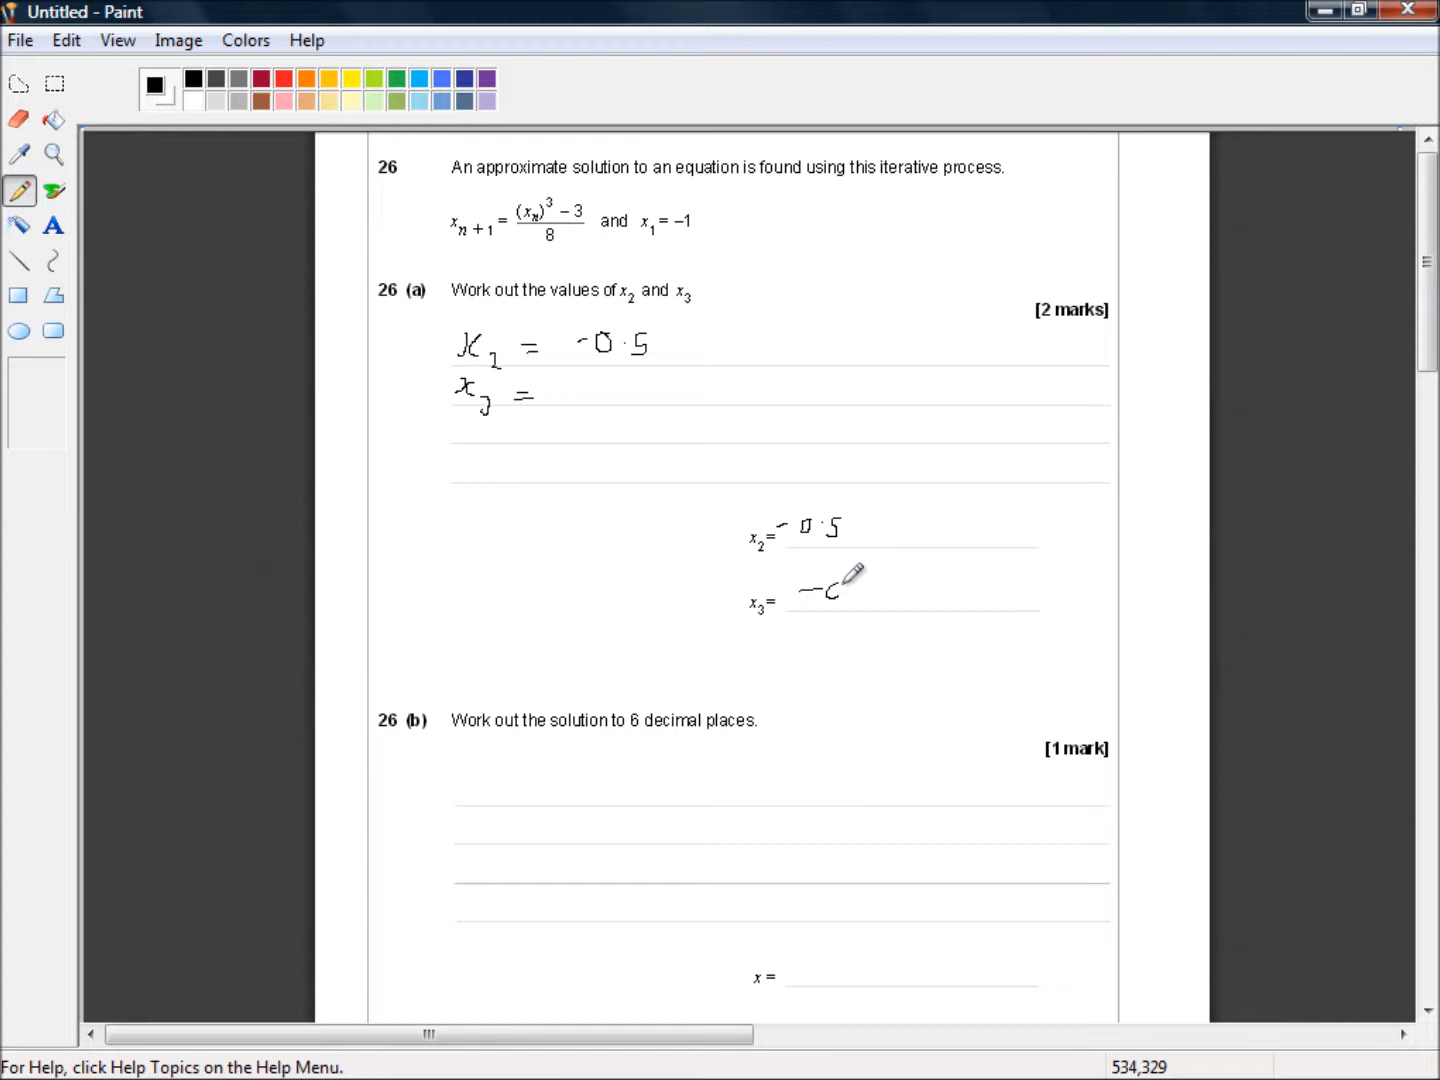 Untitled - Paint
File Edit View Image Colors Help
26 An approximate solution to an equation is found using this iterative process.
xₙ₊₁ = (xₙ)³ – 3 / 8 and x₁ = –1
26 (a) Work out the values of x₂ and x₃
[2 marks]
x₂ = -0.5
x₃ =
x₂= -0.5
x₃= -0
26 (b) Work out the solution to 6 decimal places.
[1 mark]
x =
For Help, click Help Topics on the Help Menu. 534,329